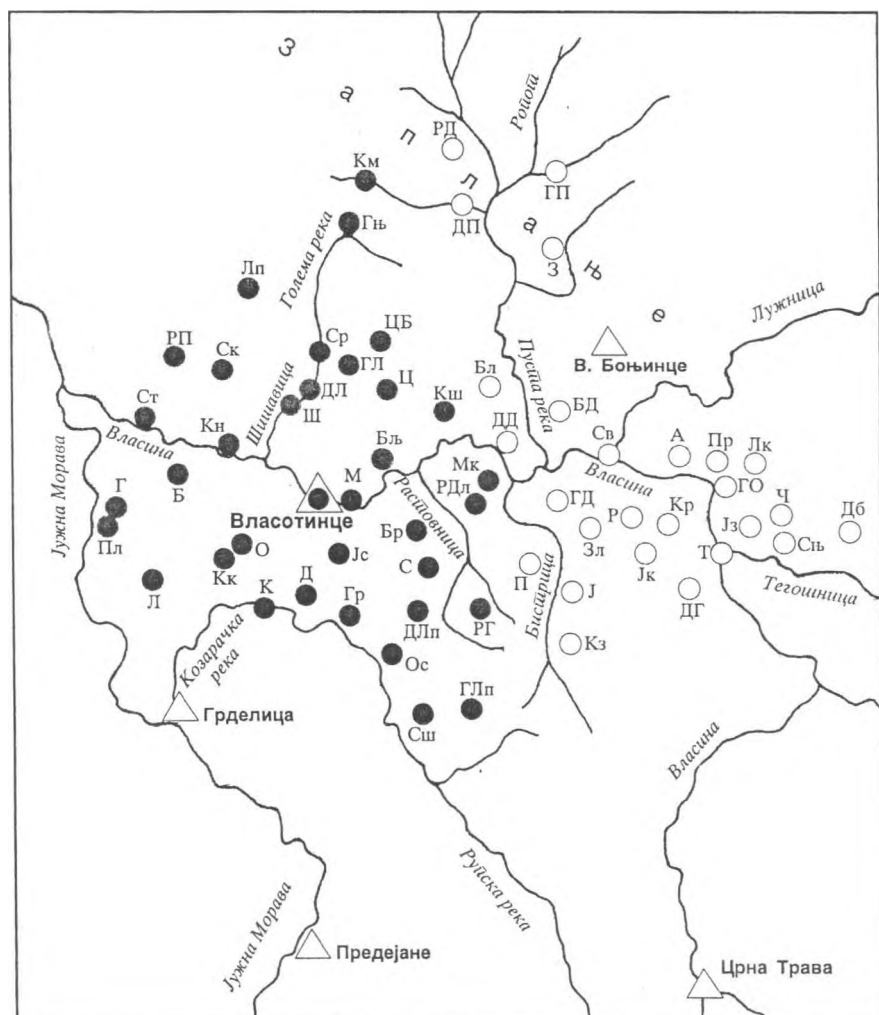 З а п л а њ е
Ројот
РД
Км
ГП
ДП
Гњ
З
Голема река
Лп
Лужница
ЦБ
РП
Ср
Ск
ГЛ
В. Боњинце
Пуста река
ДЛ
Ц
Бл
Шишавица
Ш
Кш
БД
Ст
ДД
Кн
Власина
Св
А
Пр
Лк
Бљ
Мк
Јужна Морава
Б
М
РДл
ГД
Власина
ГО
Г
Власотинце
Растовница
Р
Кр
Ч
Дб
Пл
Бр
Зл
Јз
О
Јс
Јк
Т
Сњ
Кк
С
П
Л
К
Д
Гр
ДЛп
РГ
Бистрица
Ј
ДГ
Тегошница
Козарачка
река
Ос
Кз
Грделица
Сш
ГЛп
Власина
Рупска река
Јужна Морава
Предејане
Црна Трава